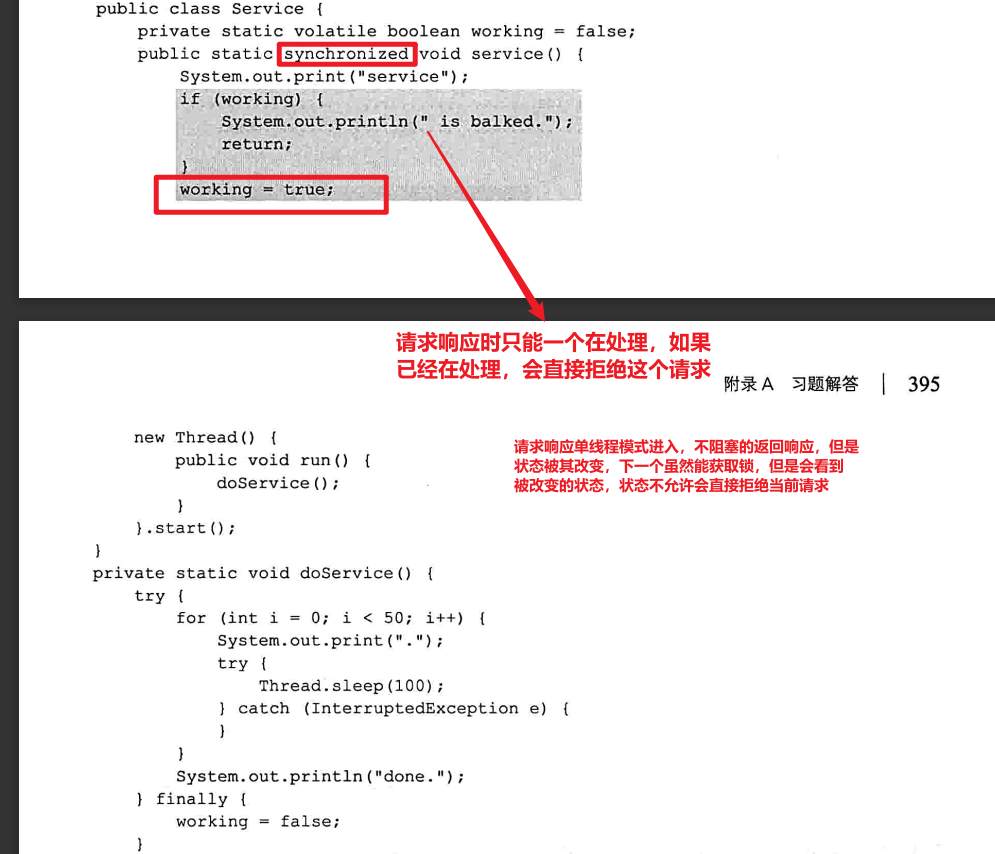 public class Service {
private static volatile boolean working = false;
public static synchronized void service() {
System.out.print("service");
if (working) {
System.out.println(" is balked.");
return;
}
working = true;
请求响应时只能一个在处理，如果
已经在处理，会直接拒绝这个请求
附录 A 习题解答 | 395
new Thread() {
public void run() {
doService();
}
}.start();
}
请求响应单线程模式进入，不阻塞的返回响应，但是
状态被其改变，下一个虽然能获取锁，但是会看到
被改变的状态，状态不允许会直接拒绝当前请求
private static void doService() {
try {
for (int i = 0; i < 50; i++) {
System.out.print(".");
try {
Thread.sleep(100);
} catch (InterruptedException e) {
}
}
System.out.println("done.");
} finally {
working = false;
}